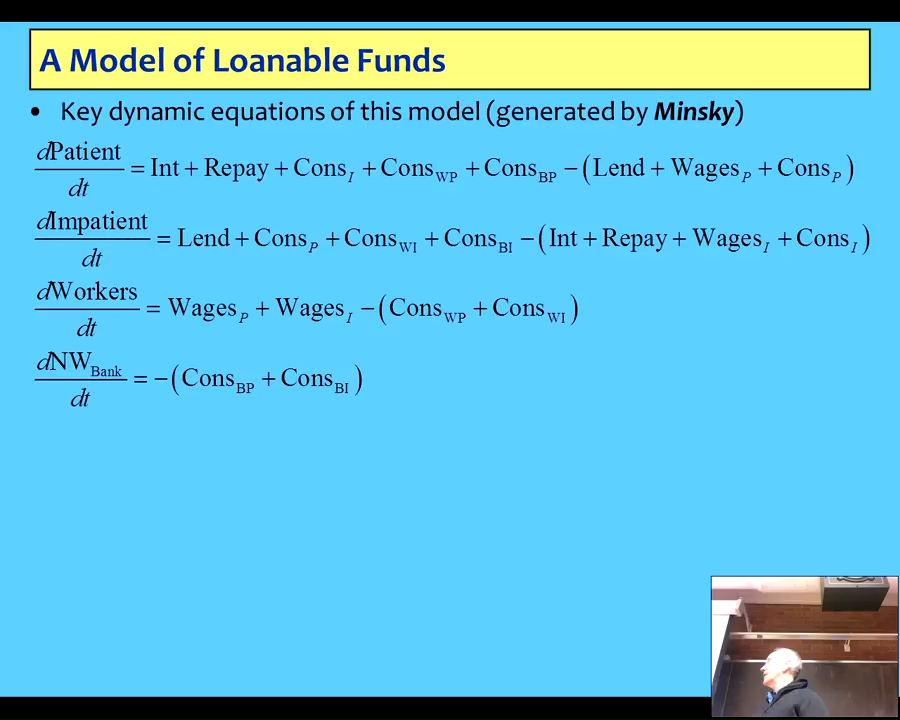 A Model of Loanable Funds
• Key dynamic equations of this model (generated by Minsky)
dPatient/dt = Int + Repay + Cons_I + Cons_WP + Cons_BP − (Lend + Wages_P + Cons_P)
dImpatient/dt = Lend + Cons_P + Cons_WI + Cons_BI − (Int + Repay + Wages_I + Cons_I)
dWorkers/dt = Wages_P + Wages_I − (Cons_WP + Cons_WI)
dNW_Bank/dt = −(Cons_BP + Cons_BI)